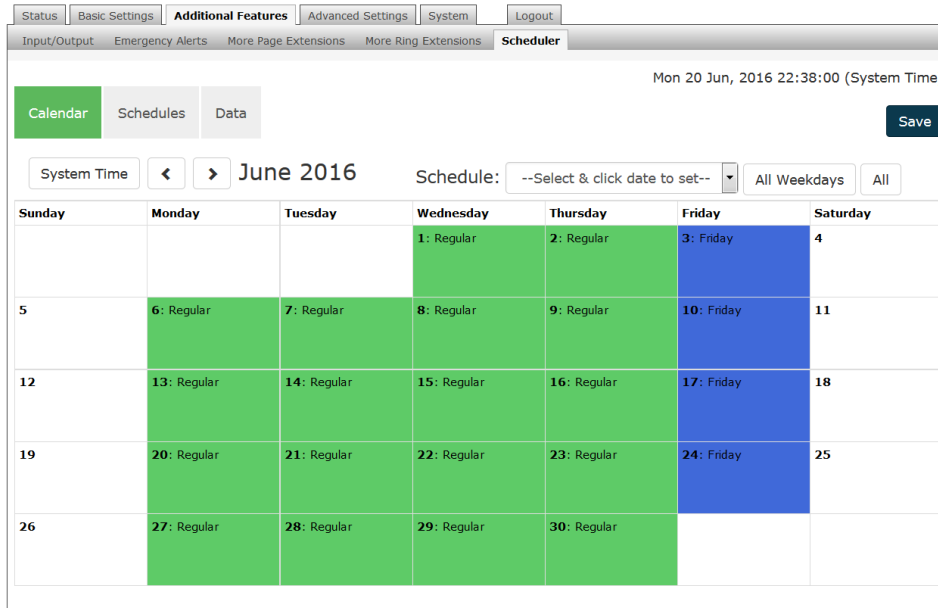 Status Basic Settings Additional Features Advanced Settings System Logout
Input/Output Emergency Alerts More Page Extensions More Ring Extensions Scheduler
Mon 20 Jun, 2016 22:38:00 (System Time
Calendar Schedules Data
Save
System Time June 2016 Schedule: --Select & click date to set-- All Weekdays All
Sunday Monday Tuesday Wednesday Thursday Friday Saturday
1: Regular 2: Regular 3: Friday 4
5 6: Regular 7: Regular 8: Regular 9: Regular 10: Friday 11
12 13: Regular 14: Regular 15: Regular 16: Regular 17: Friday 18
19 20: Regular 21: Regular 22: Regular 23: Regular 24: Friday 25
26 27: Regular 28: Regular 29: Regular 30: Regular